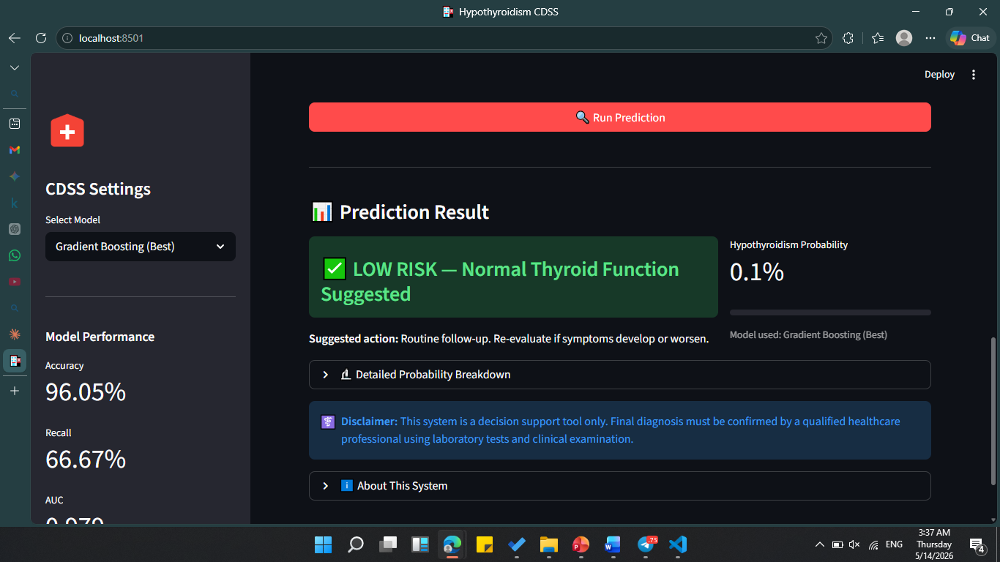 Hypothyroidism CDSS
localhost:8501
Chat
Deploy
Run Prediction
CDSS Settings
Select Model
Gradient Boosting (Best)
Model Performance
Accuracy
96.05%
Recall
66.67%
AUC
0.979
Prediction Result
LOW RISK — Normal Thyroid Function
Suggested
Hypothyroidism Probability
0.1%
Suggested action: Routine follow-up. Re-evaluate if symptoms develop or worsen.
Model used: Gradient Boosting (Best)
Detailed Probability Breakdown
Disclaimer: This system is a decision support tool only. Final diagnosis must be confirmed by a qualified healthcare
professional using laboratory tests and clinical examination.
About This System
.75
ENG
3:37 AM
Thursday
5/14/2026
4